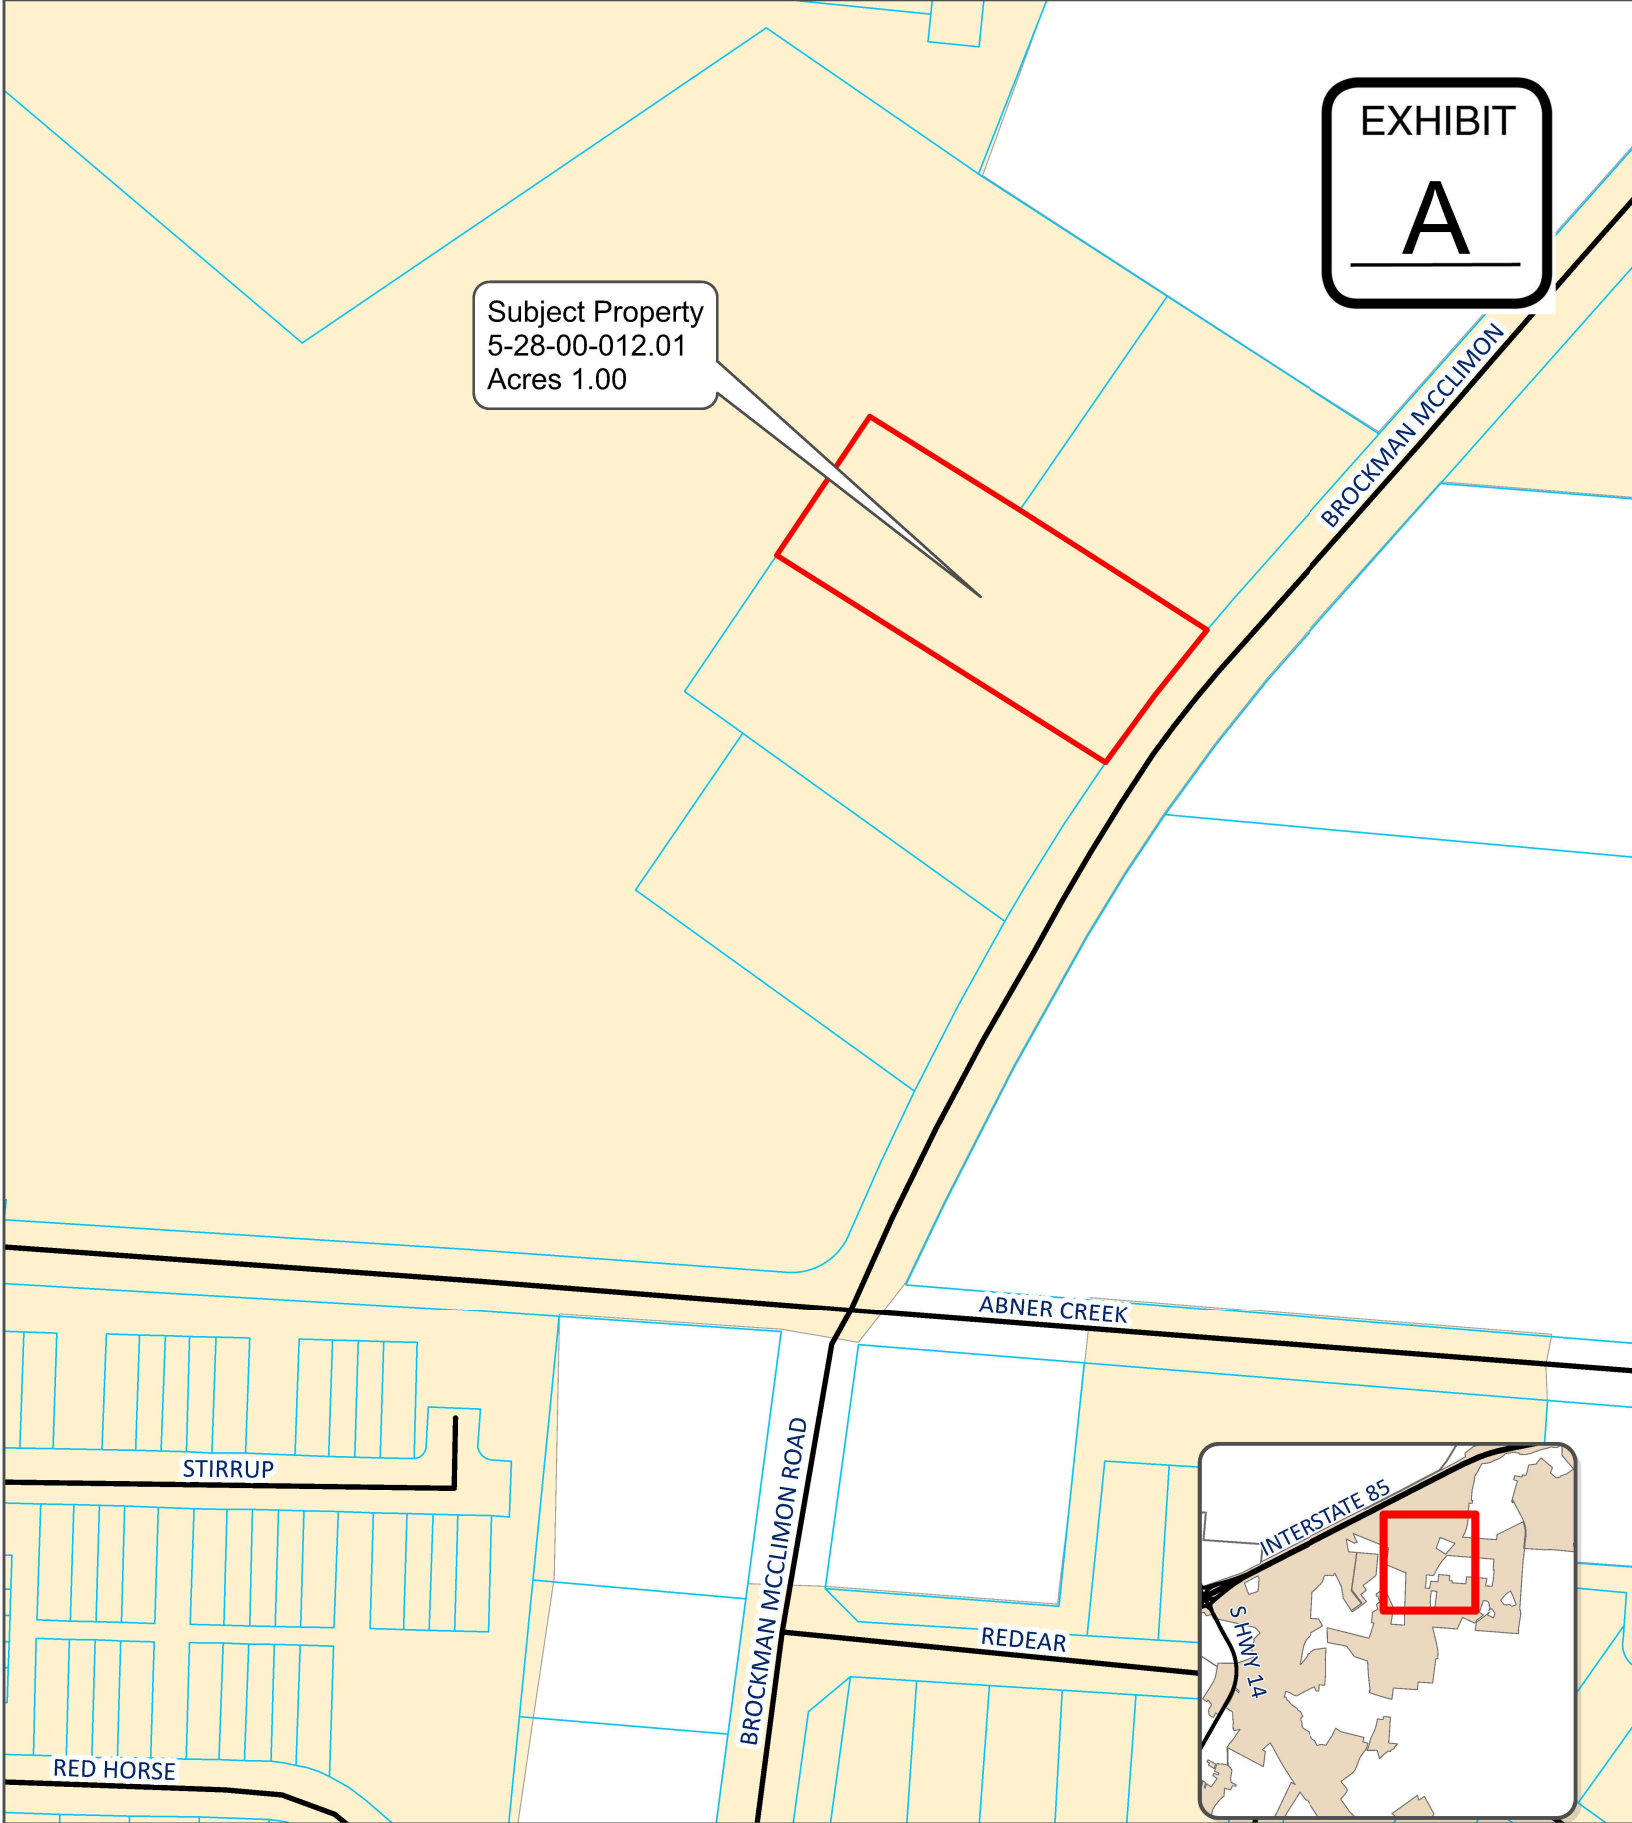 EXHIBIT
A
Subject Property
5-28-00-012.01
Acres 1.00
BROCKMAN MCCLIMON
ABNER CREEK
STIRRUP
BROCKMAN MCCLIMON ROAD
INTERSTATE 85
S HWY 14
REDEAR
RED HORSE